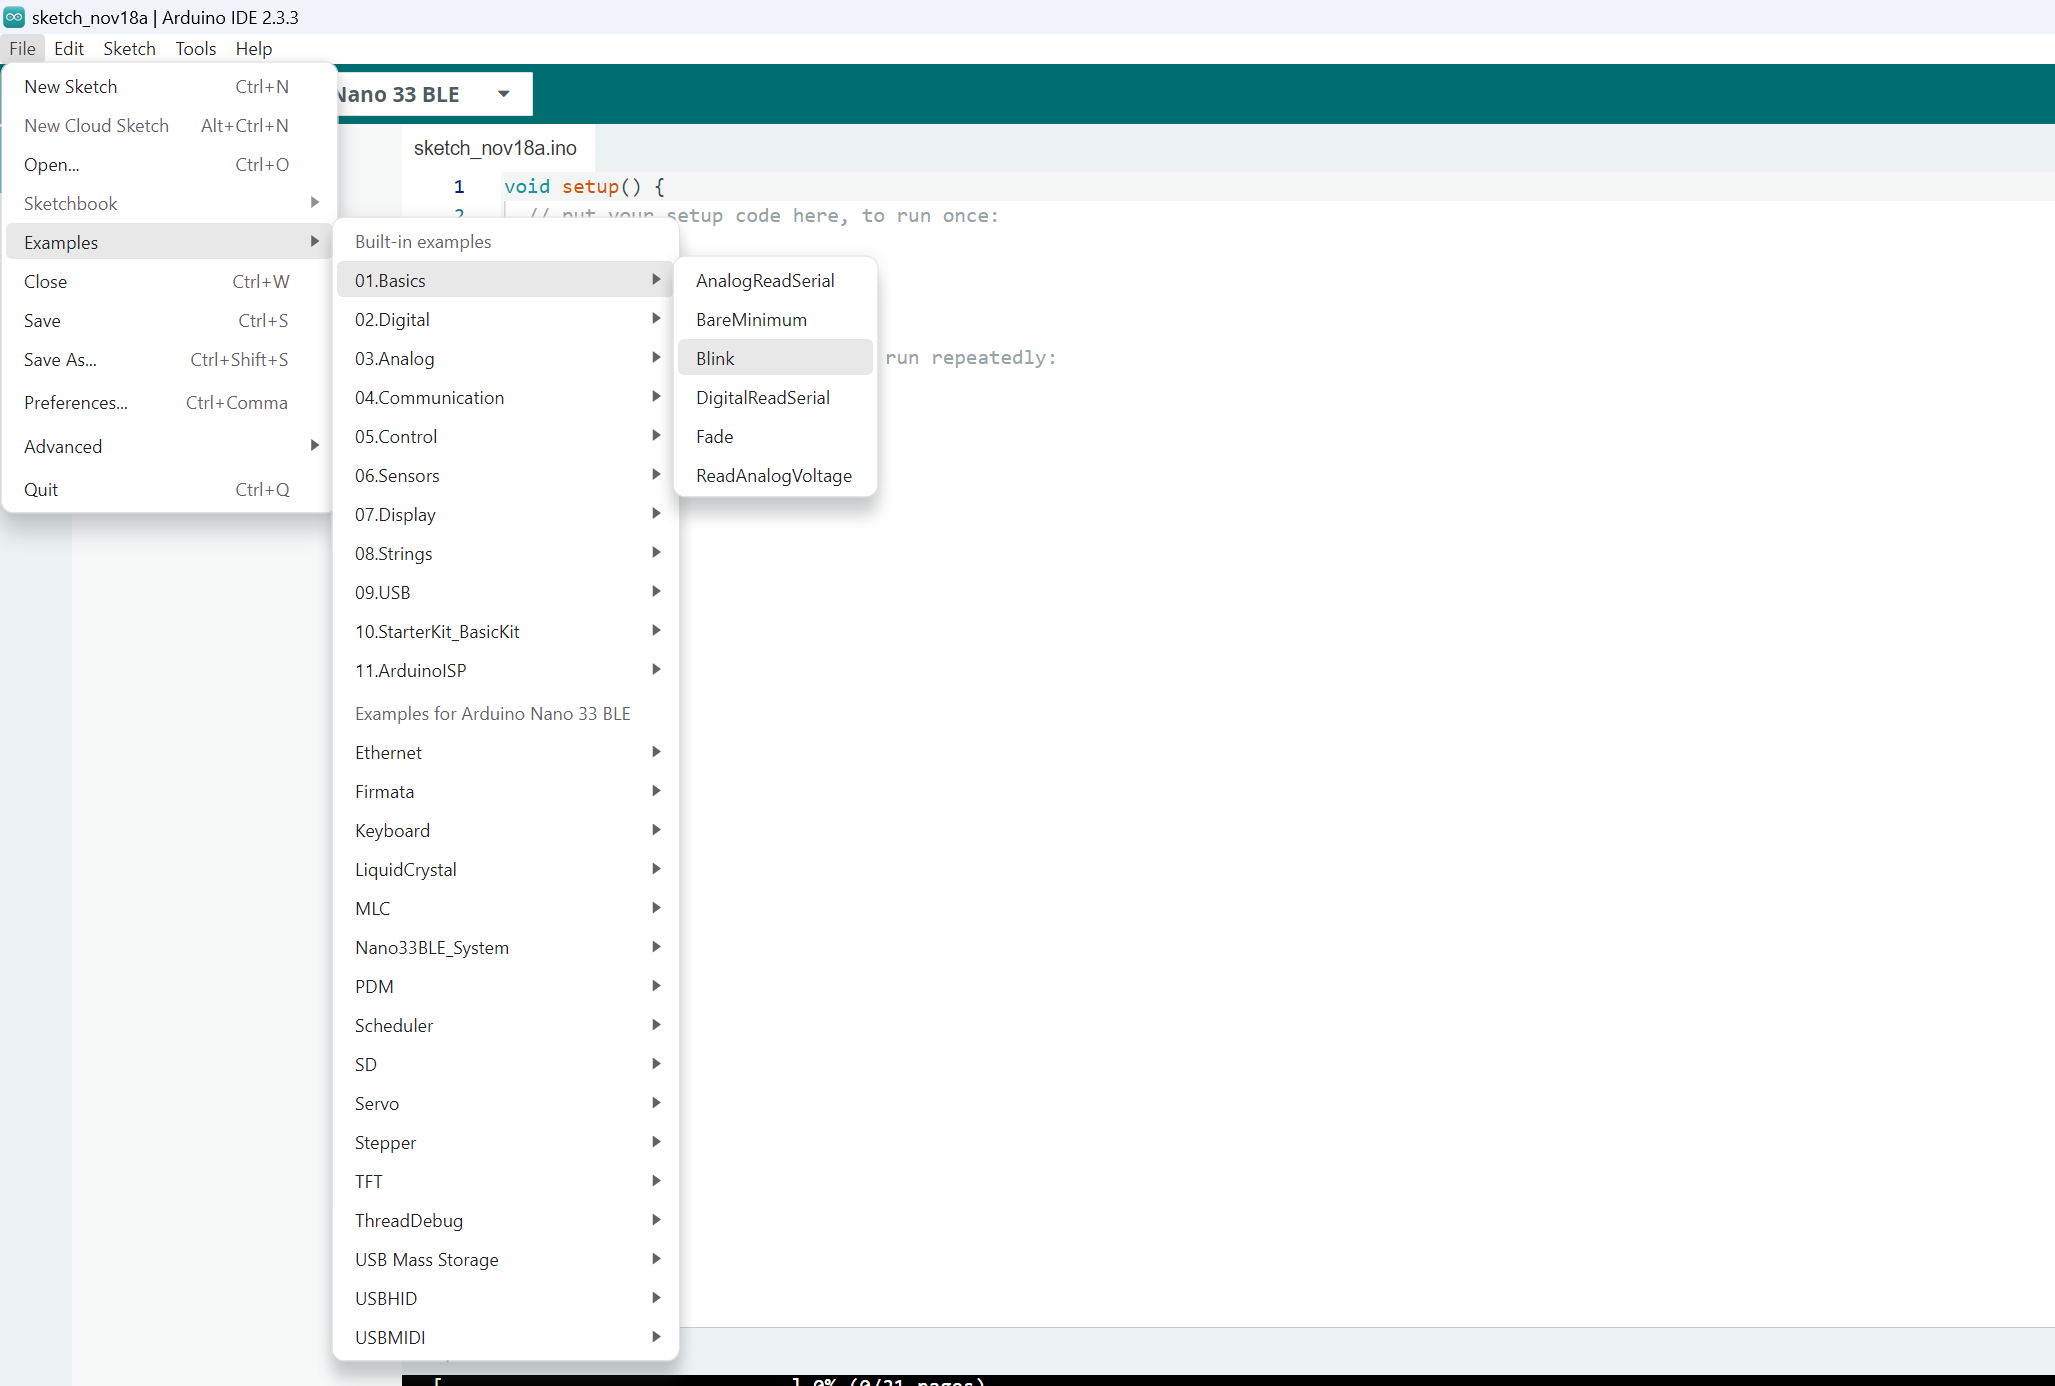 sketch_nov18a | Arduino IDE 2.3.3
File Edit Sketch Tools Help
New Sketch Ctrl+N
New Cloud Sketch Alt+Ctrl+N
Open... Ctrl+O
Sketchbook
Examples
Close Ctrl+W
Save Ctrl+S
Save As... Ctrl+Shift+S
Preferences... Ctrl+Comma
Advanced
Quit Ctrl+Q
Nano 33 BLE
sketch_nov18a.ino
1 void setup() {
2 // put your setup code here, to run once:
run repeatedly:
Built-in examples
01.Basics
02.Digital
03.Analog
04.Communication
05.Control
06.Sensors
07.Display
08.Strings
09.USB
10.StarterKit_BasicKit
11.ArduinoISP
Examples for Arduino Nano 33 BLE
Ethernet
Firmata
Keyboard
LiquidCrystal
MLC
Nano33BLE_System
PDM
Scheduler
SD
Servo
Stepper
TFT
ThreadDebug
USB Mass Storage
USBHID
USBMIDI
AnalogReadSerial
BareMinimum
Blink
DigitalReadSerial
Fade
ReadAnalogVoltage
[ ] 0% (0/21 pages)